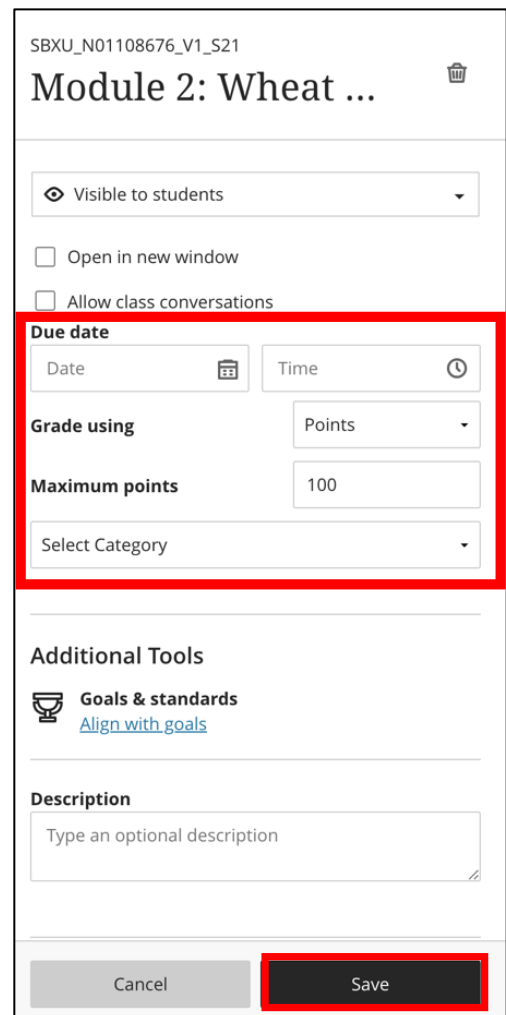 SBXU_N01108676_V1_S21
Module 2: Wheat ...
Visible to students
Open in new window
Allow class conversations
Due date
Date Time
Grade using Points
Maximum points 100
Select Category
Additional Tools
Goals & standards
Align with goals
Description
Type an optional description
Cancel Save